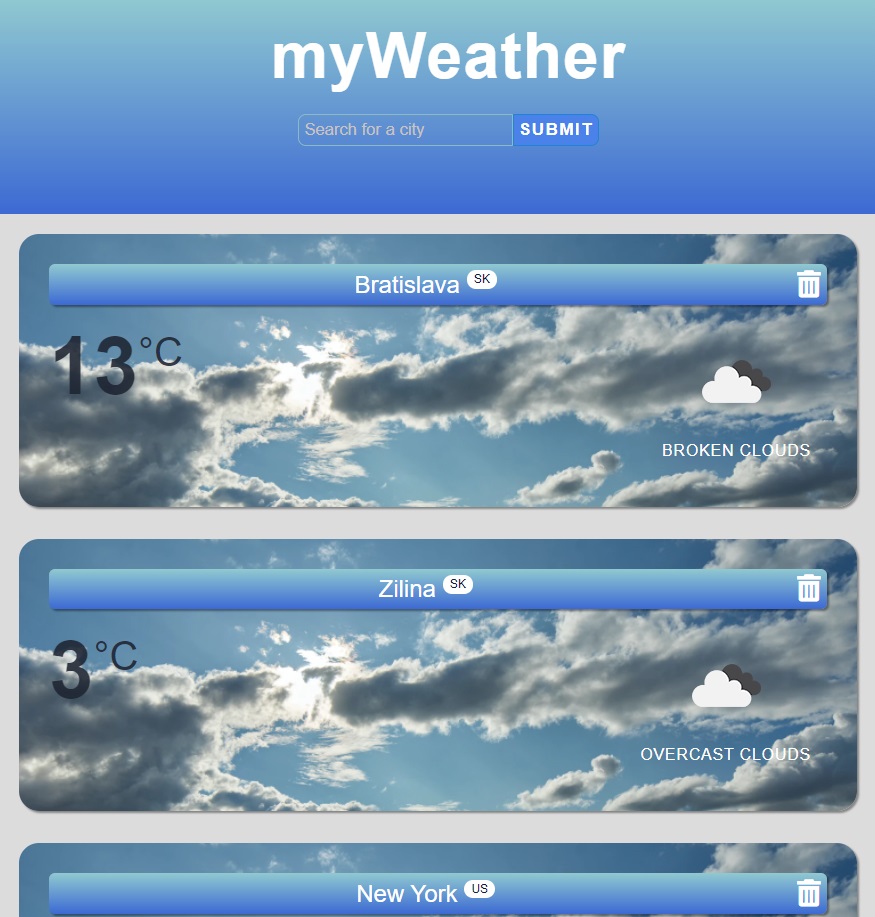 myWeather
Search for a city SUBMIT
Bratislava SK
13°C
BROKEN CLOUDS
Zilina SK
3°C
OVERCAST CLOUDS
New York US